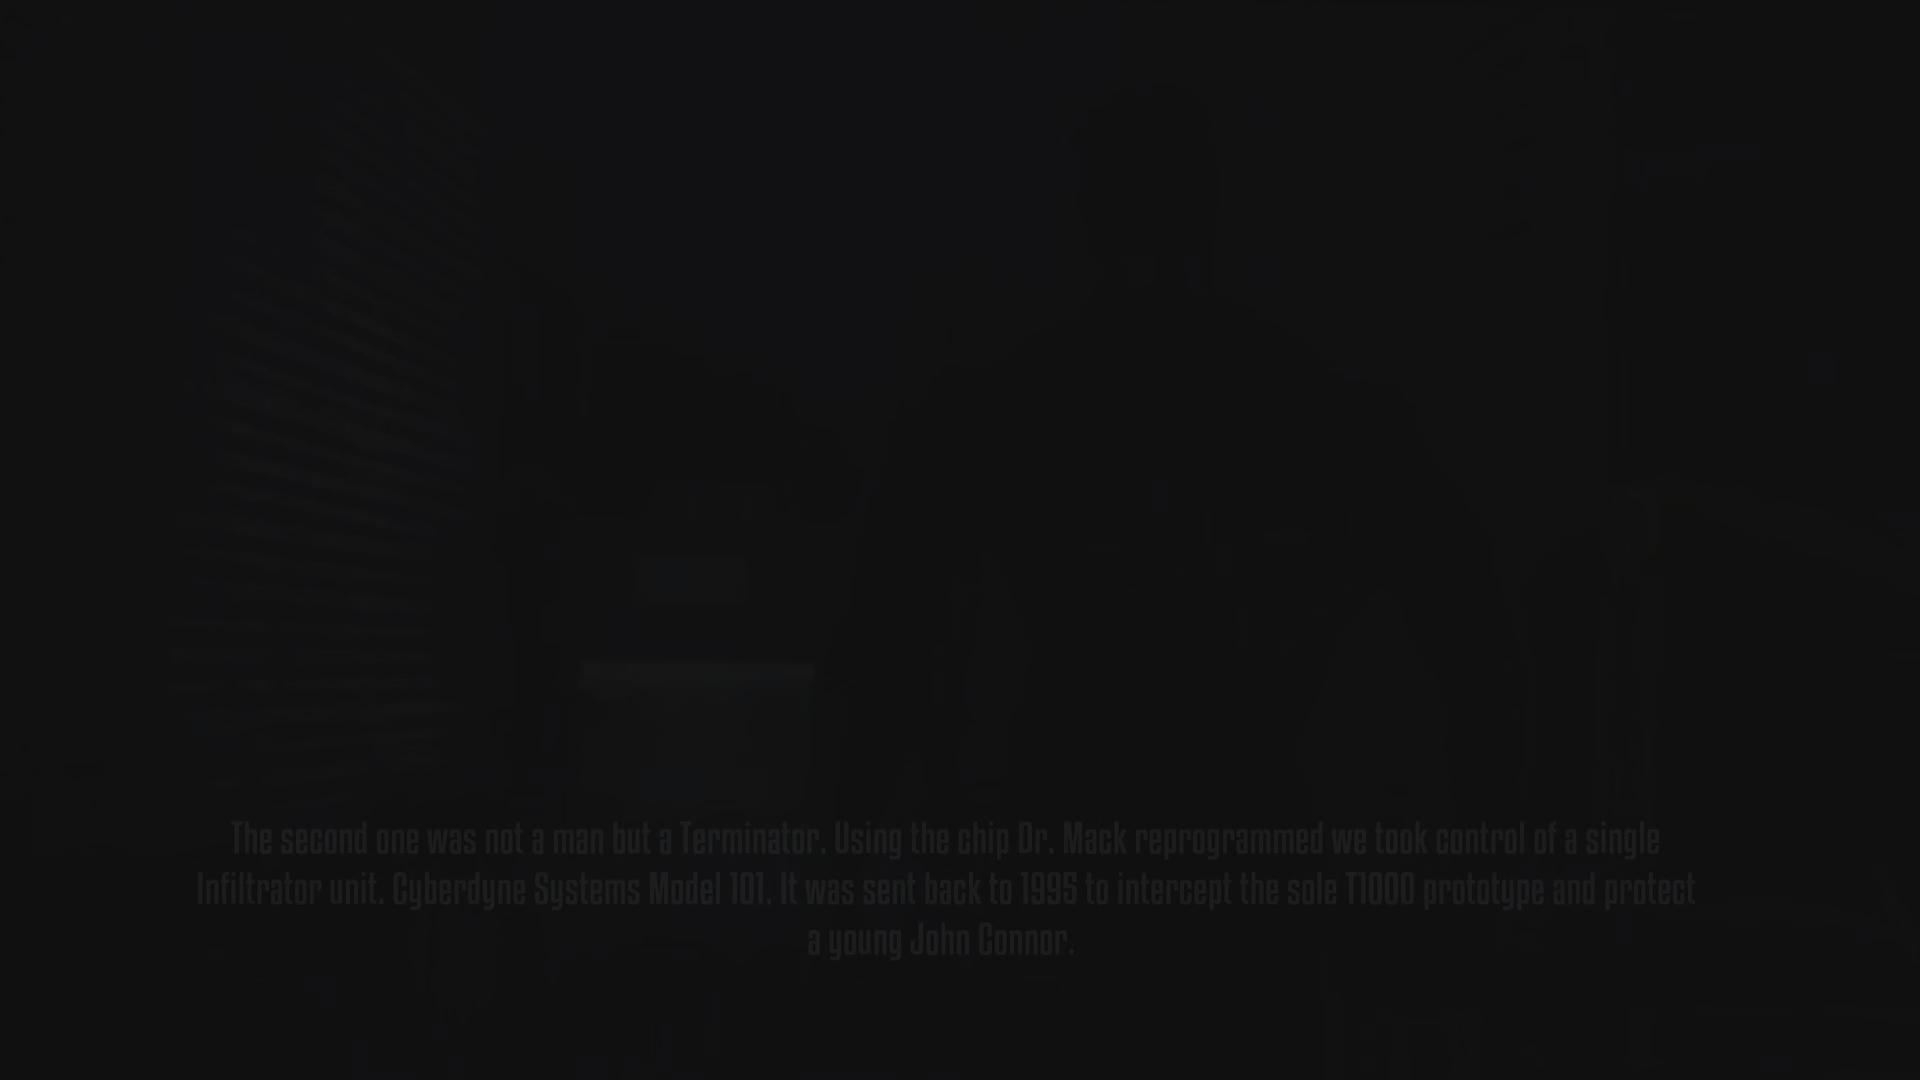 The second one was not a man but a Terminator. Using the chip Dr. Mack reprogrammed we took control of a single
Infiltrator unit. Cyberdyne Systems Model 101. It was sent back to 1995 to intercept the sole T1000 prototype and protect
a young John Connor.